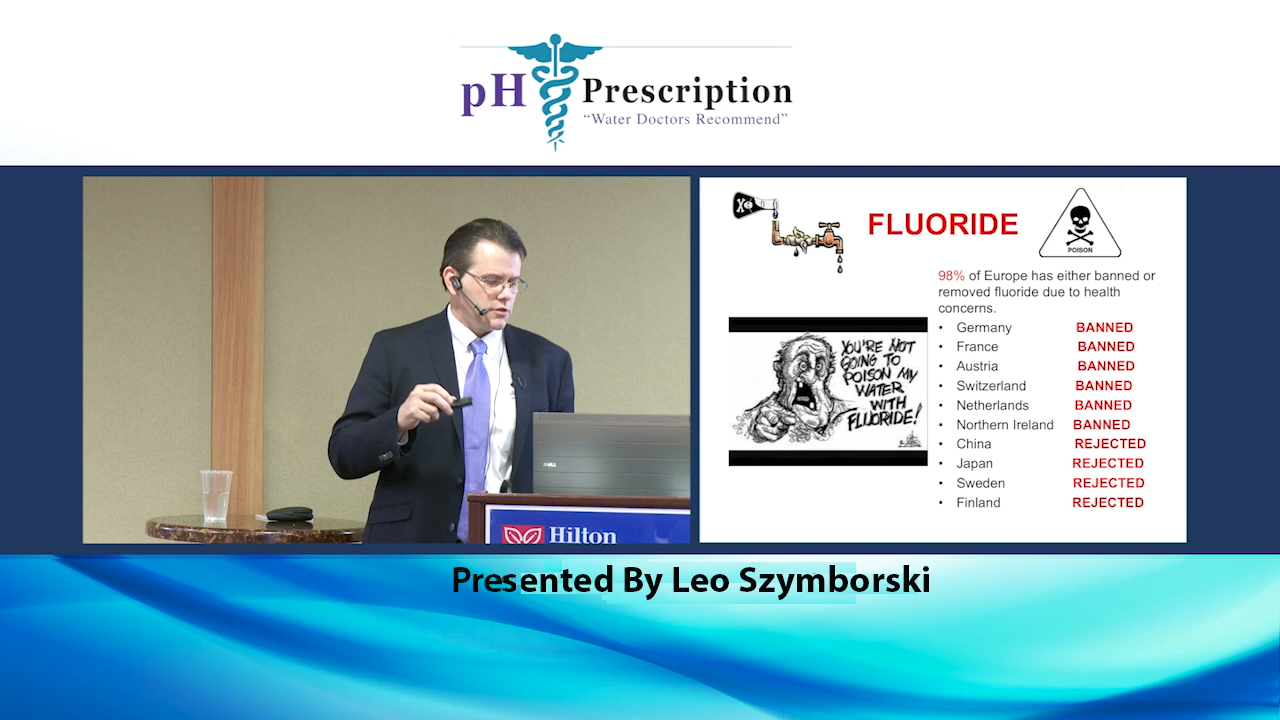 pH Prescription
“Water Doctors Recommend”
FLUORIDE
POISON
98% of Europe has either banned or
removed fluoride due to health
concerns.
• Germany BANNED
• France BANNED
• Austria BANNED
• Switzerland BANNED
• Netherlands BANNED
• Northern Ireland BANNED
• China REJECTED
• Japan REJECTED
• Sweden REJECTED
• Finland REJECTED
YOU'RE NOT
GOING TO
POISON MY
WATER
WITH
FLUORIDE!
DELL
Hilton
Presented By Leo Szymborski